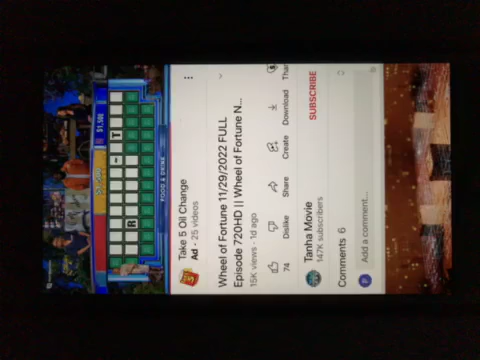 $1,500
T
-
R
FOOD & DRINK
Take 5 Oil Change
Ad · 25 videos
Wheel of Fortune 11/29/2022 FULL
Episode 720HD || Wheel of Fortune N...
15K views · 1d ago
74
Dislike
Share
Create
Download
Than
Tanha Movie
147K subscribers
SUBSCRIBE
Comments 6
P
Add a comment...